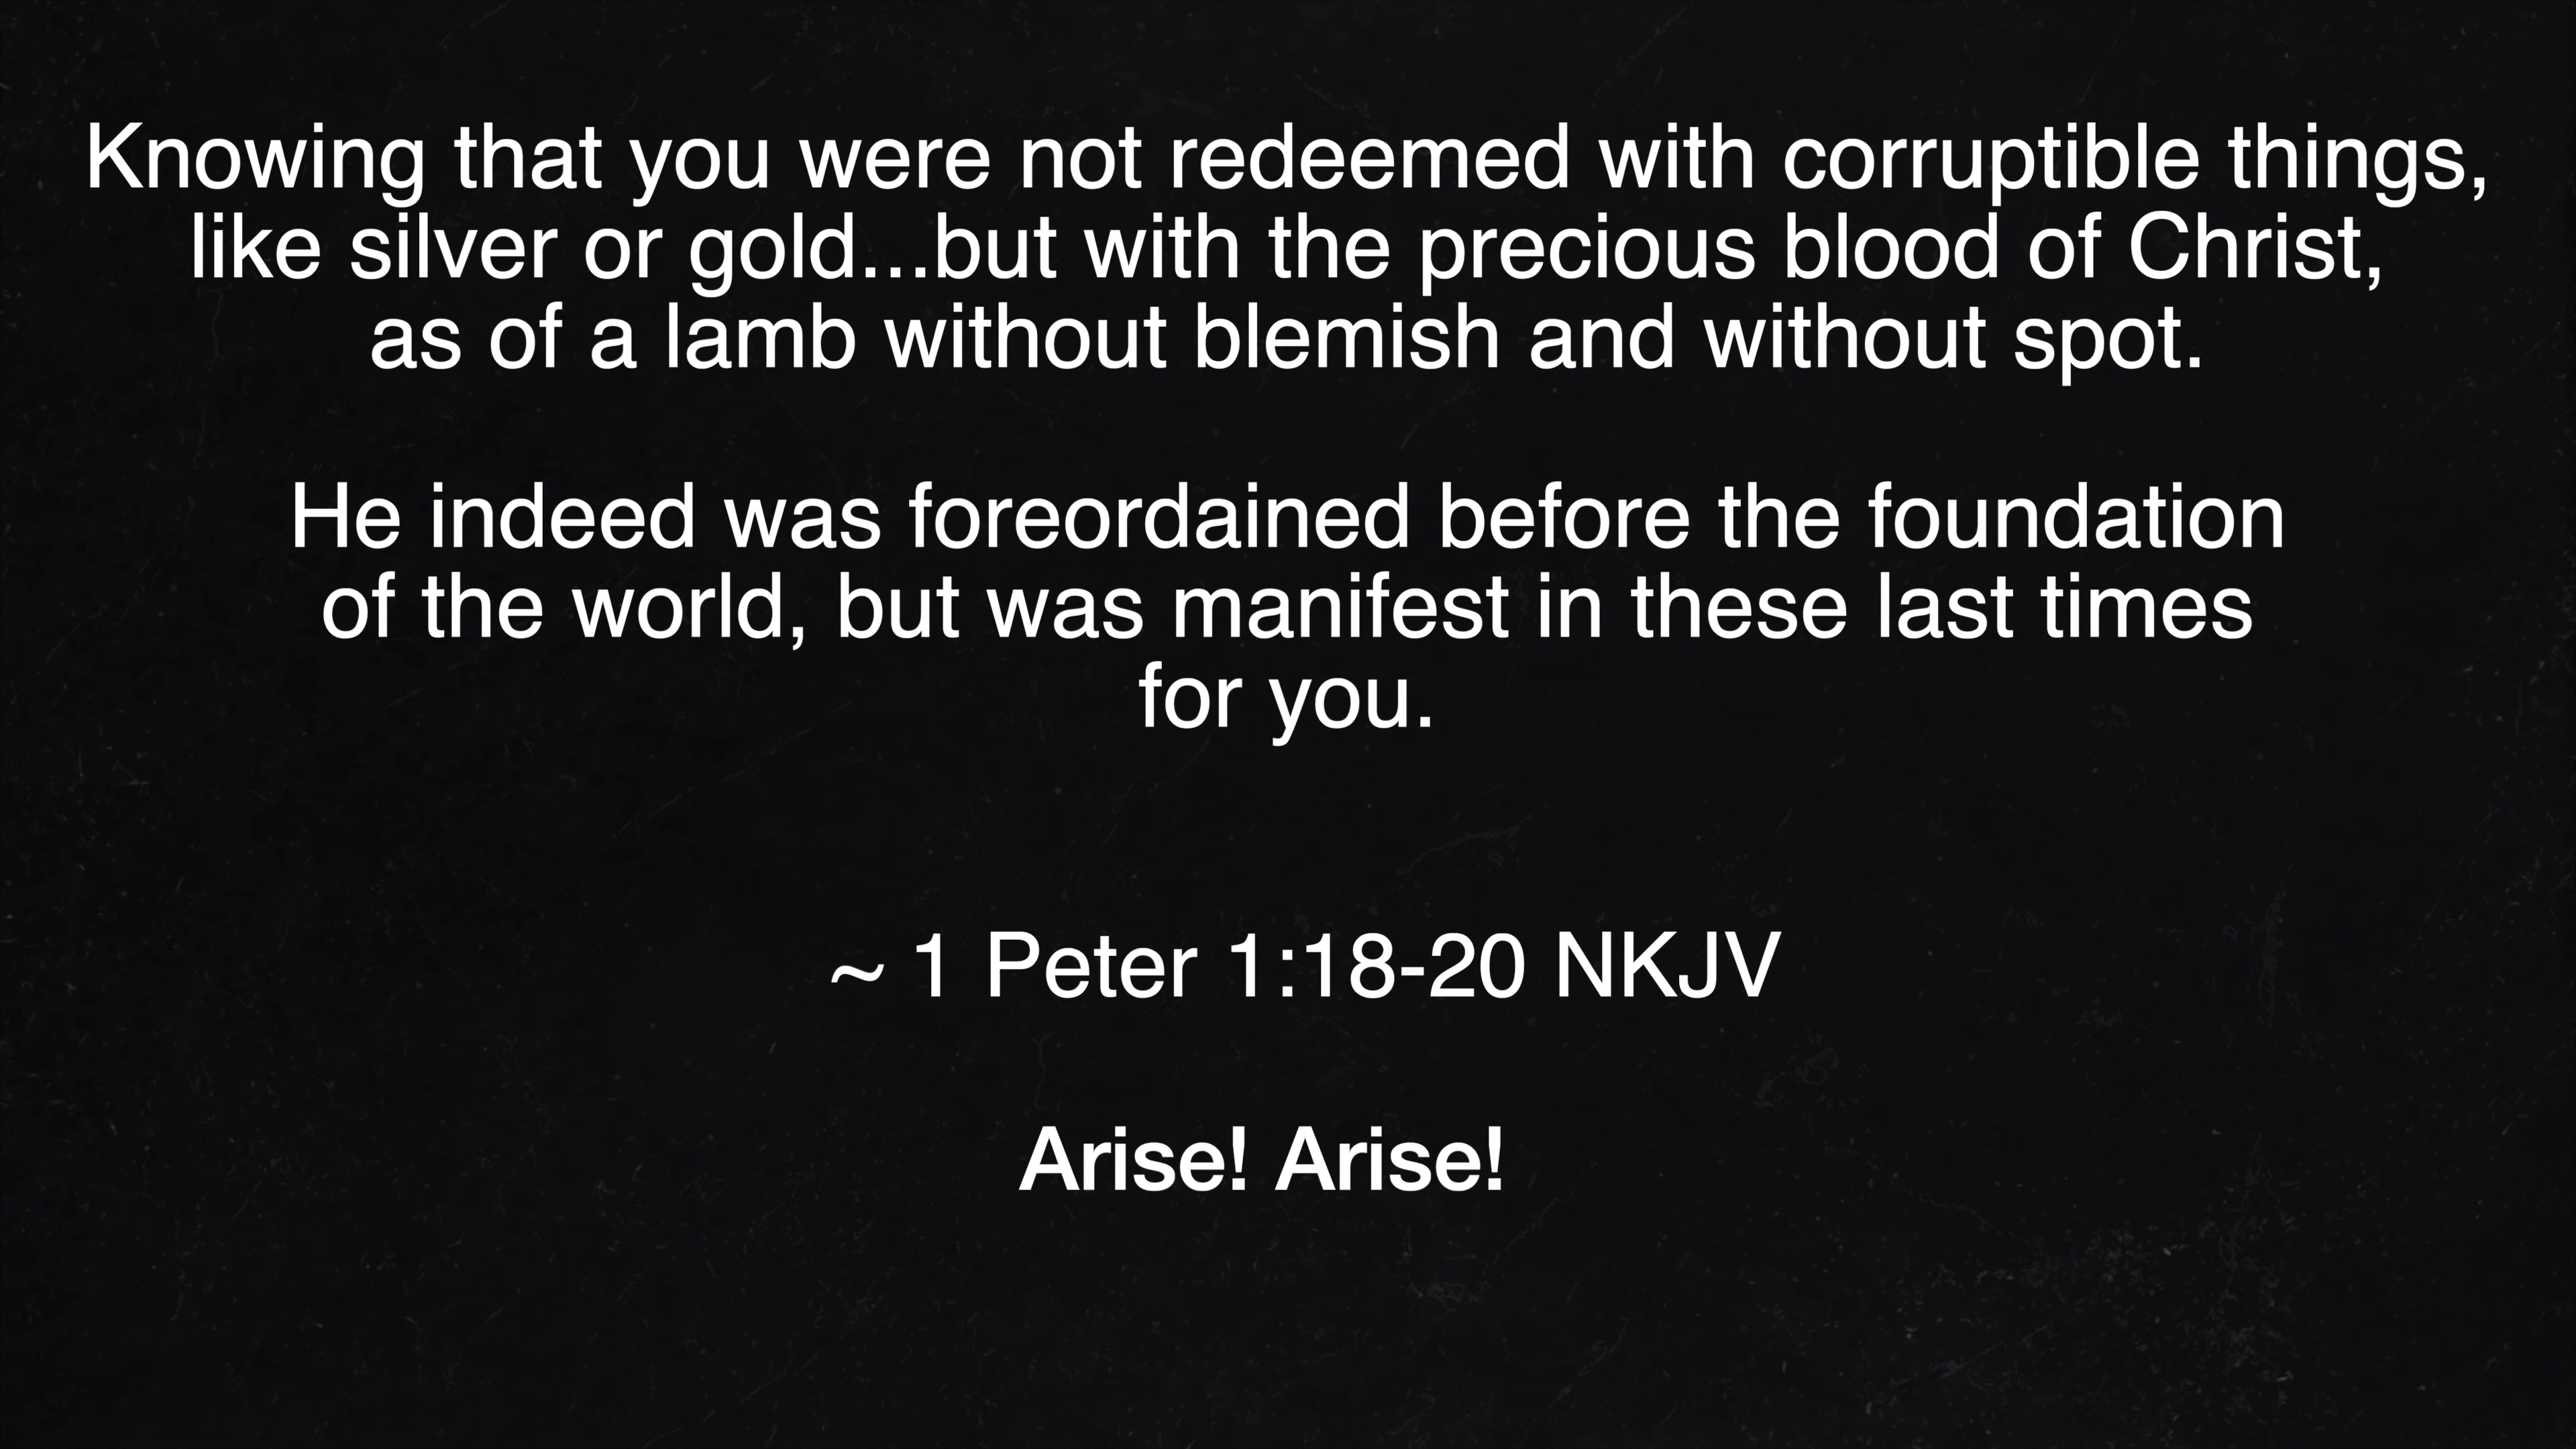 Knowing that you were not redeemed with corruptible things,
like silver or gold...but with the precious blood of Christ,
as of a lamb without blemish and without spot.
He indeed was foreordained before the foundation
of the world, but was manifest in these last times
for you.
~ 1 Peter 1:18-20 NKJV
Arise! Arise!